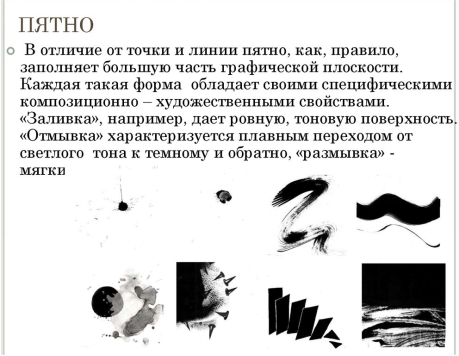 ПЯТНО
В отличие от точки и линии пятно, как, правило,
заполняет большую часть графической плоскости.
Каждая такая форма обладает своими специфическими
композиционно – художественными свойствами.
«Заливка», например, дает ровную, тоновую поверхность.
«Отмывка» характеризуется плавным переходом от
светлого тона к темному и обратно, «размывка» -
мягки